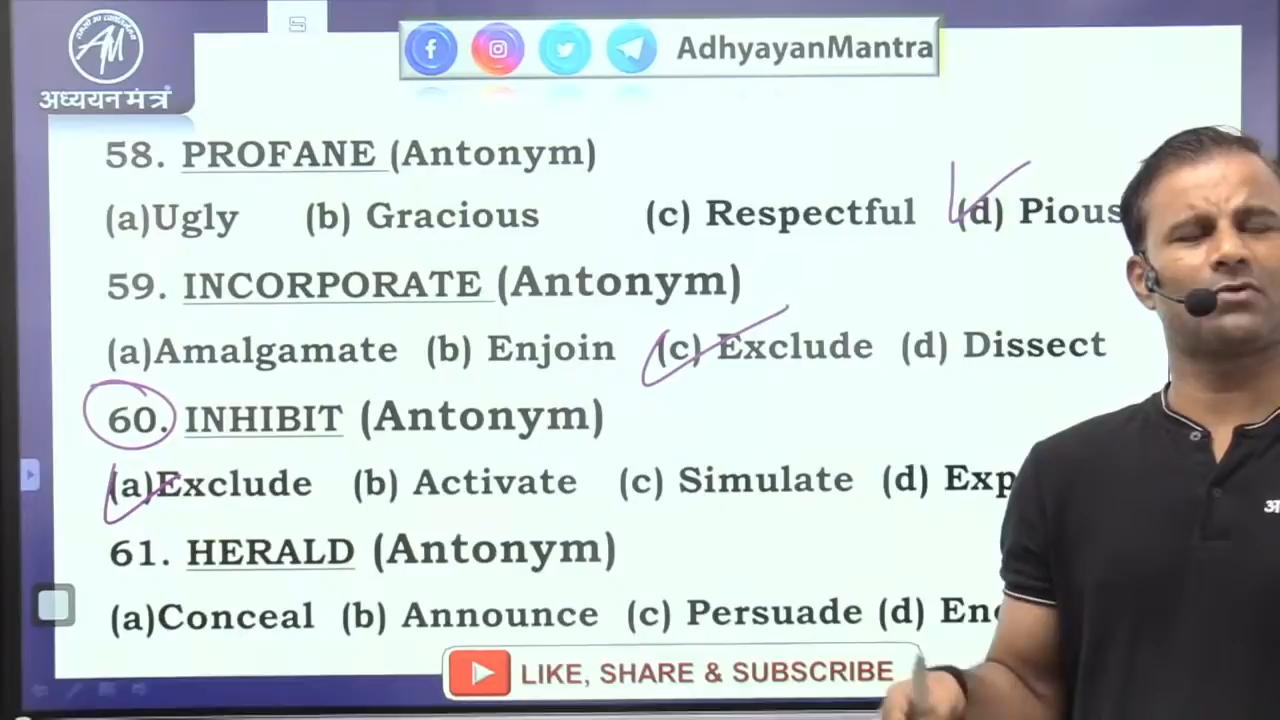 अध्ययन मंत्रं
AM
AdhyayanMantra
58. PROFANE (Antonym)
(a)Ugly (b) Gracious (c) Respectful (d) Pious
59. INCORPORATE (Antonym)
(a)Amalgamate (b) Enjoin (c) Exclude (d) Dissect
60. INHIBIT (Antonym)
(a)Exclude (b) Activate (c) Simulate (d) Exp
61. HERALD (Antonym)
(a)Conceal (b) Announce (c) Persuade (d) En
LIKE, SHARE & SUBSCRIBE
अ